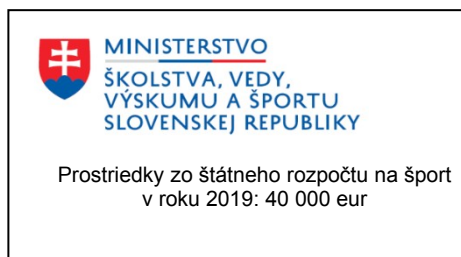 MINISTERSTVO
ŠKOLSTVA, VEDY,
VÝSKUMU A ŠPORTU
SLOVENSKEJ REPUBLIKY
Prostriedky zo štátneho rozpočtu na šport
v roku 2019: 40 000 eur